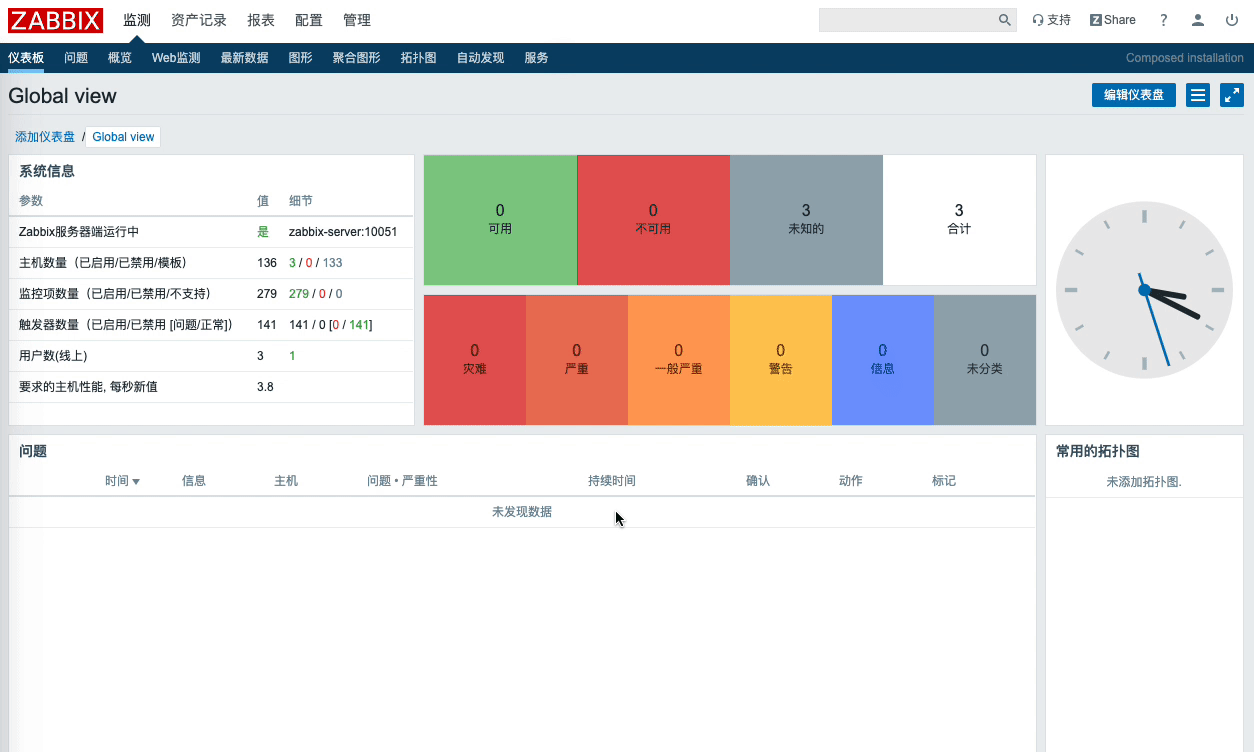 ZABBIX 监测 资产记录 报表 配置 管理 支持 Z Share ?
仪表板 问题 概览 Web监测 最新数据 图形 聚合图形 拓扑图 自动发现 服务 Composed installation
Global view 编辑仪表盘
添加仪表盘 / Global view
系统信息
参数 值 细节
Zabbix服务器端运行中 是 zabbix-server:10051
主机数量（已启用/已禁用/模板） 136 3 / 0 / 133
监控项数量（已启用/已禁用/不支持） 279 279 / 0 / 0
触发器数量（已启用/已禁用 [问题/正常]） 141 141 / 0 [0 / 141]
用户数(线上) 3 1
要求的主机性能, 每秒新值 3.8
0 0 3 3
可用 不可用 未知的 合计
0 0 0 0 0 0
灾难 严重 一般严重 警告 信息 未分类
问题
时间 信息 主机 问题 • 严重性 持续时间 确认 动作 标记
未发现数据
常用的拓扑图
未添加拓扑图.